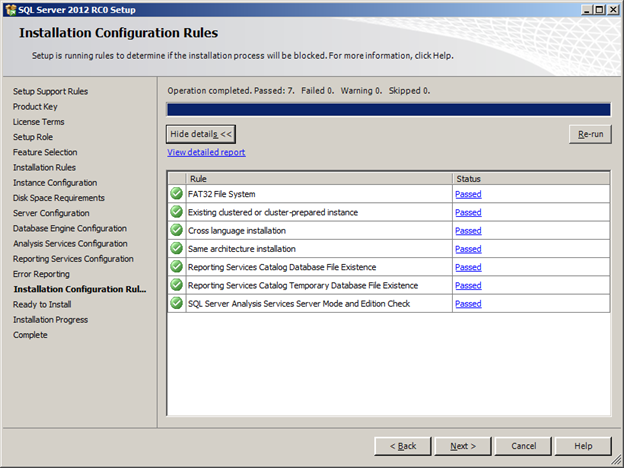 SQL Server 2012 RC0 Setup
Installation Configuration Rules
Setup is running rules to determine if the installation process will be blocked. For more information, click Help.
Setup Support Rules
Product Key
License Terms
Setup Role
Feature Selection
Installation Rules
Instance Configuration
Disk Space Requirements
Server Configuration
Database Engine Configuration
Analysis Services Configuration
Reporting Services Configuration
Error Reporting
Installation Configuration Rul...
Ready to Install
Installation Progress
Complete
Operation completed. Passed: 7. Failed 0. Warning 0. Skipped 0.
Hide details <<
Re-run
View detailed report
Rule Status
FAT32 File System Passed
Existing clustered or cluster-prepared instance Passed
Cross language installation Passed
Same architecture installation Passed
Reporting Services Catalog Database File Existence Passed
Reporting Services Catalog Temporary Database File Existence Passed
SQL Server Analysis Services Server Mode and Edition Check Passed
< Back Next > Cancel Help